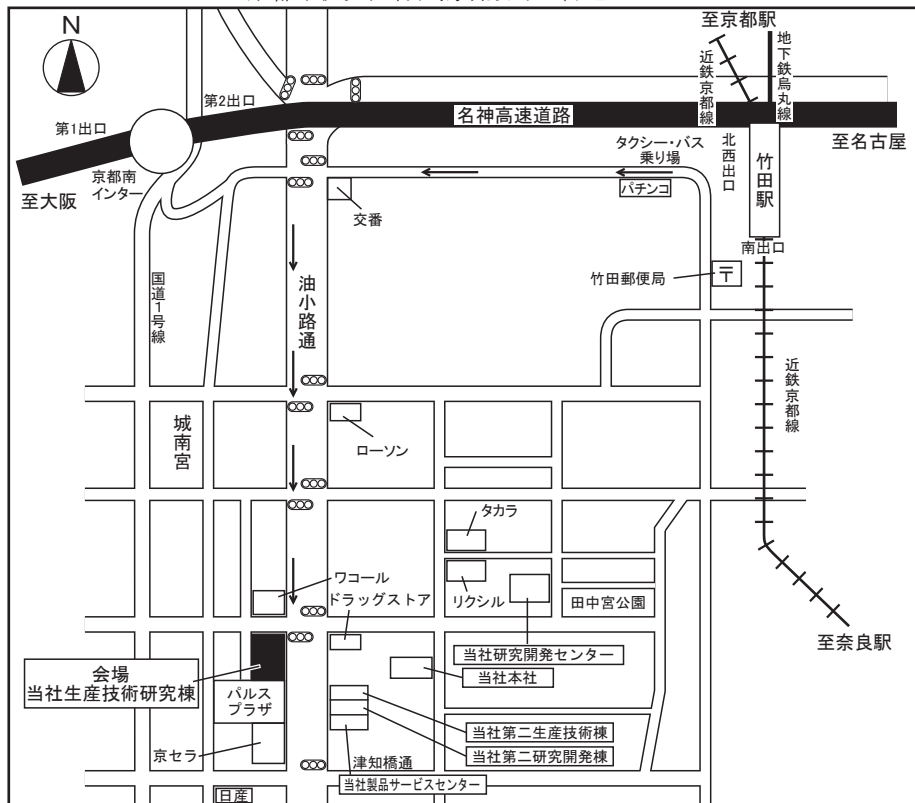 N
至京都駅
近鉄京都線
地下鉄烏丸線
第2出口
第1出口
名神高速道路
至名古屋
京都南
インター
至大阪
タクシー・バス
乗り場
パチンコ
北西出口
竹田駅
交番
南出口
竹田郵便局
〒
国道1号線
油小路通
近鉄京都線
城南宮
ローソン
タカラ
ワコール
ドラッグストア
リクシル
田中宮公園
至奈良駅
会場
当社生産技術研究棟
当社研究開発センター
当社本社
パルス
プラザ
当社第二生産技術棟
当社第二研究開発棟
京セラ
津知橋通
当社製品サービスセンター
日産